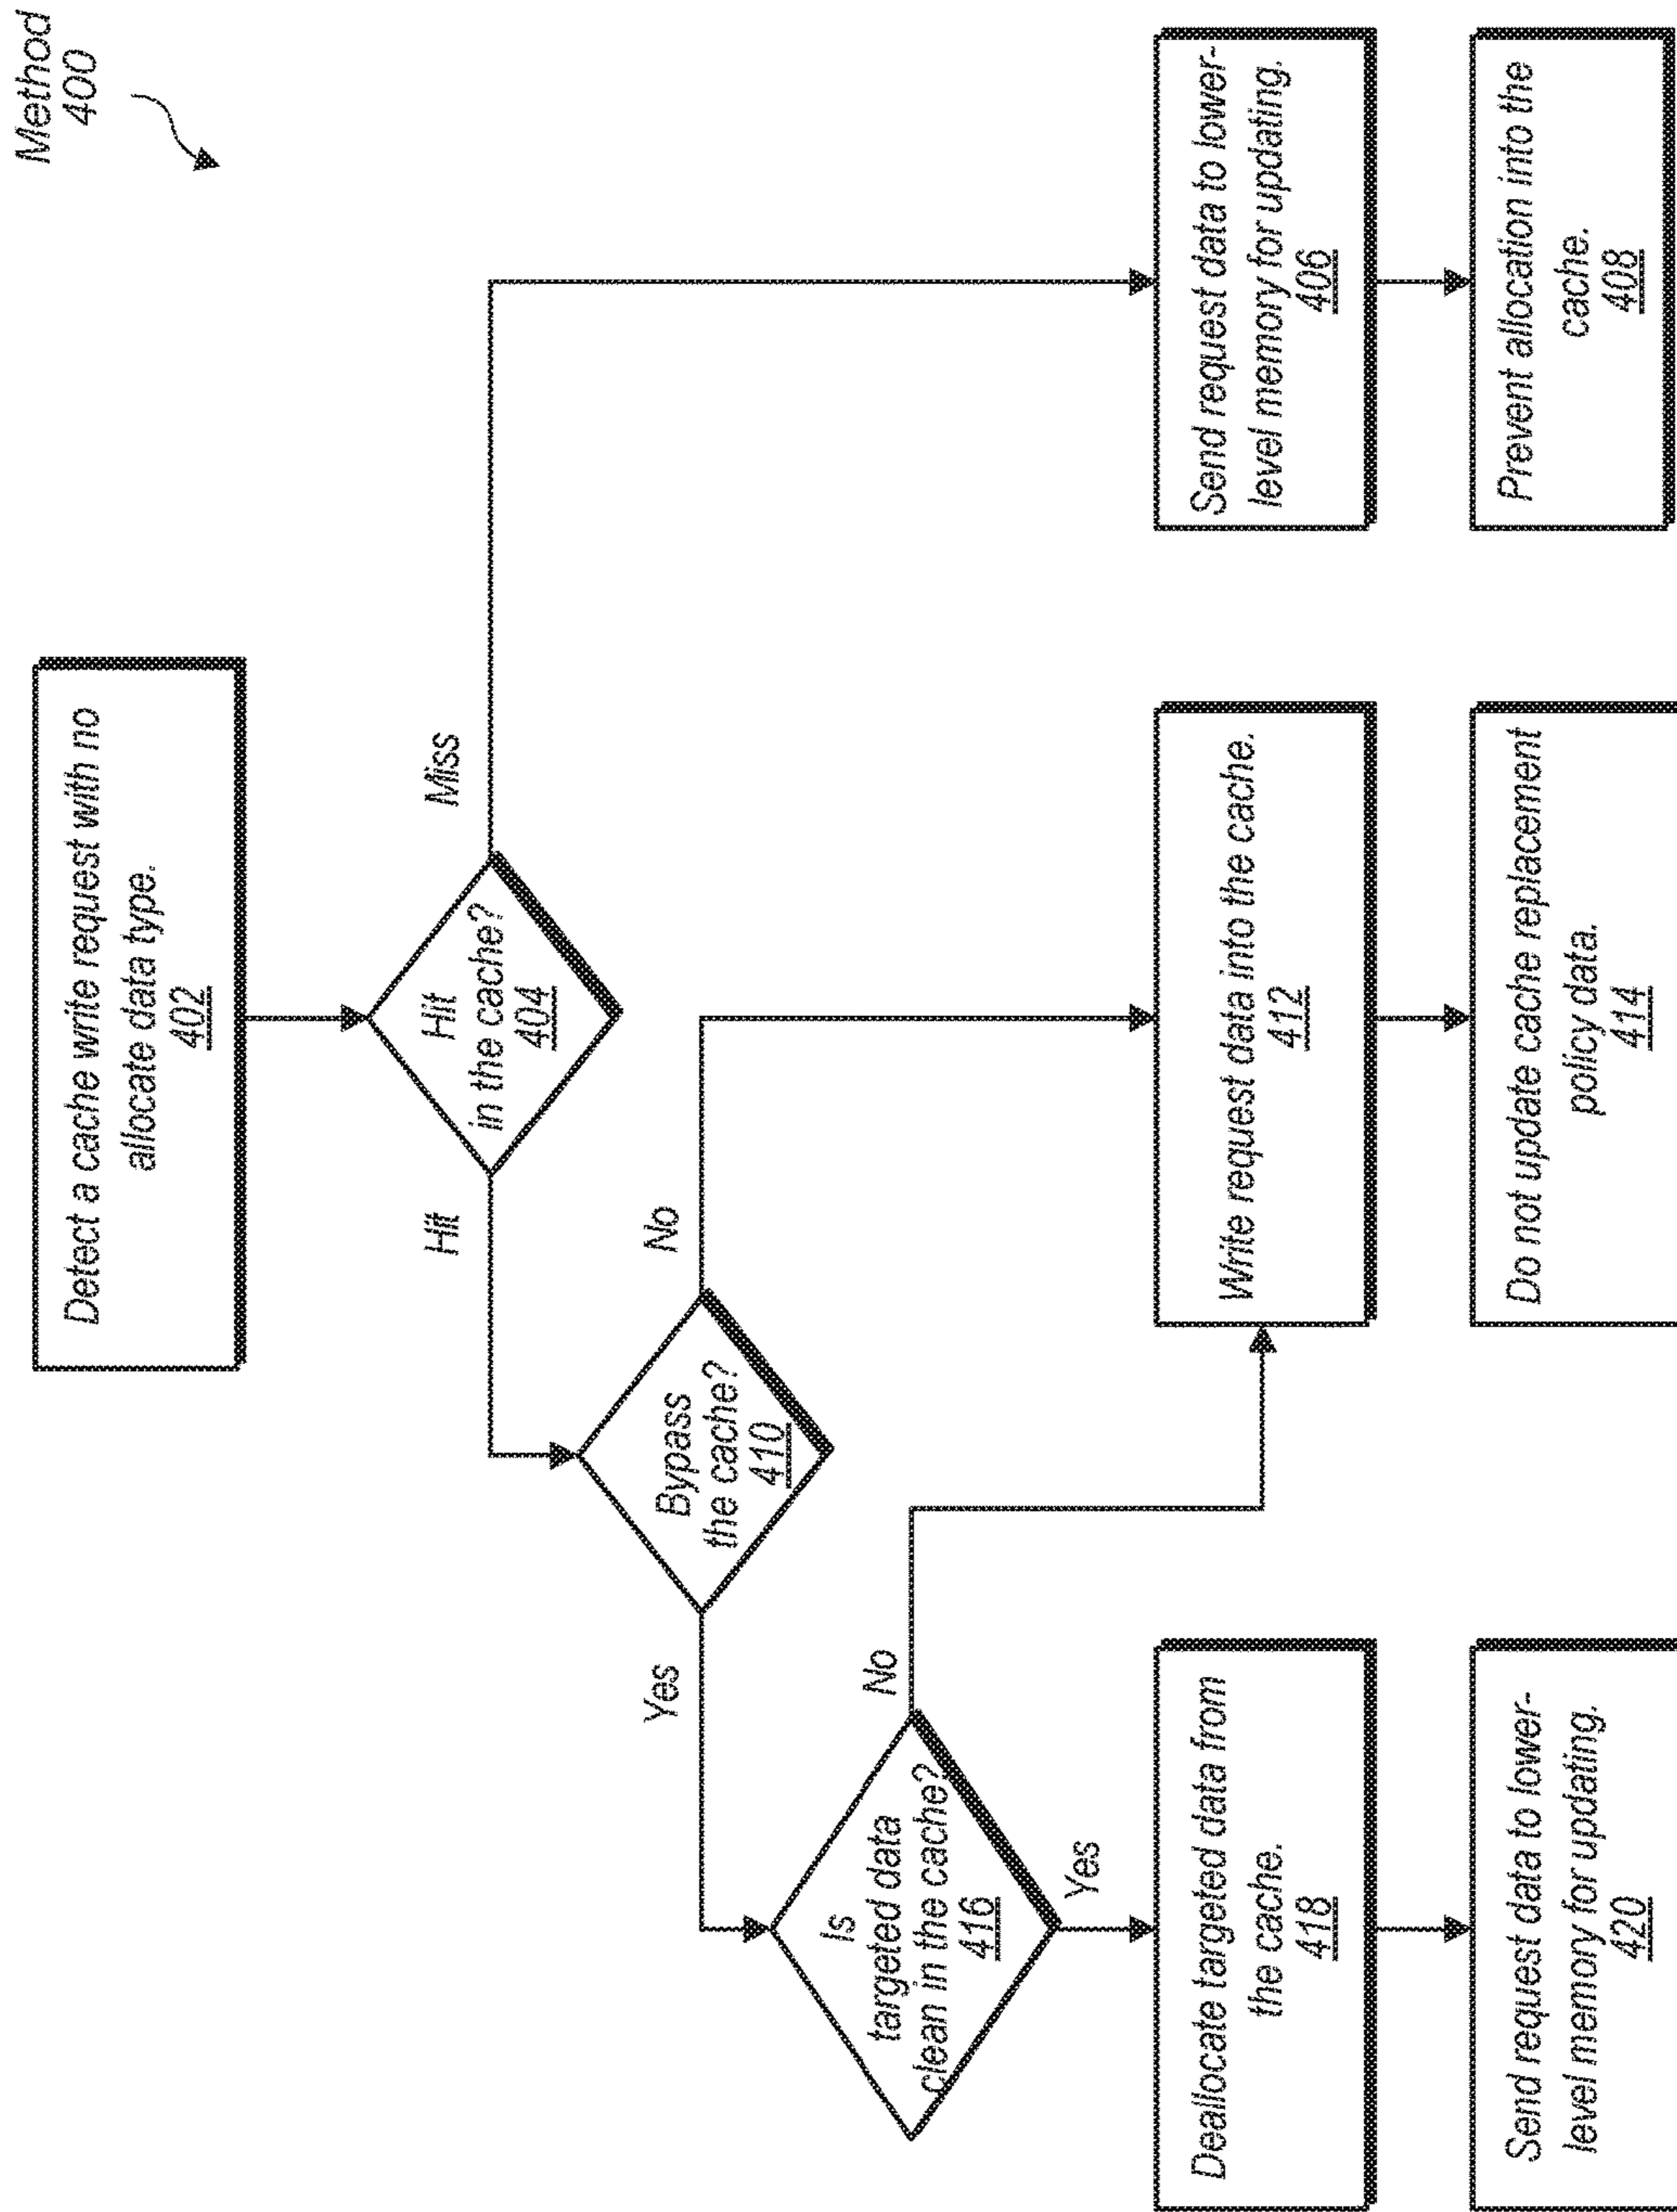 Method
400
Detect a cache write request with no
allocate data type.
402
Hit
in the cache?
404
Hit
Miss
Bypass
the cache?
410
Yes
No
Is
targeted data
clean in the cache?
416
No
Yes
Deallocate targeted data from
the cache.
418
Write request data into the cache.
412
Send request data to lower-
level memory for updating.
406
Send request data to lower-
level memory for updating.
420
Do not update cache replacement
policy data.
414
Prevent allocation into the
cache.
408